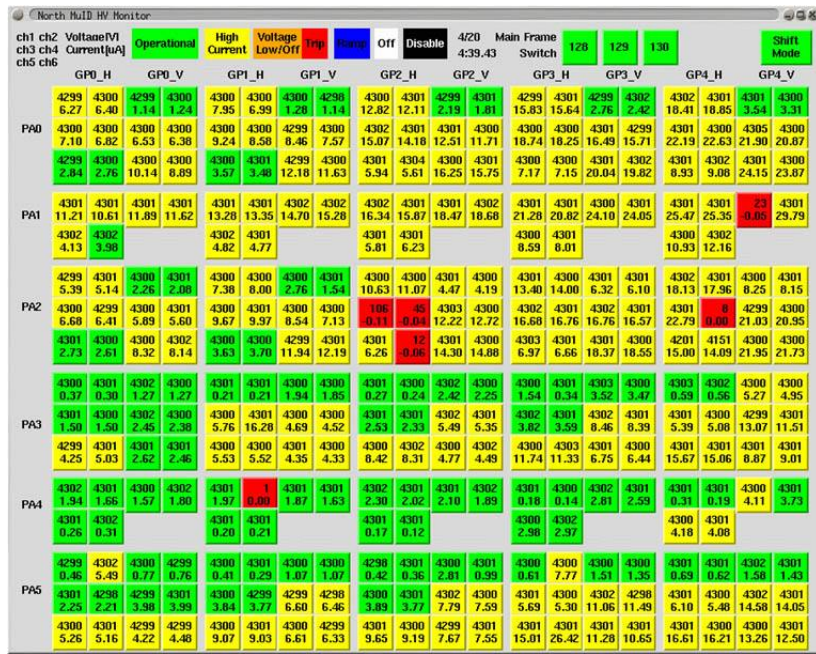 North MuID HV Monitor
ch1 ch2 Voltage[V] Operational High Current Voltage Low/Off Trip Ramp Off Disable 4/20 Main Frame 128 129 130 Shift Mode
ch3 ch4 Current[uA] 4:39.43 Switch
ch5 ch6
GP0_H GP0_V GP1_H GP1_V GP2_H GP2_V GP3_H GP3_V GP4_H GP4_V
4299 4300 4299 4300 4300 4300 4300 4298 4300 4301 4299 4301 4299 4301 4299 4302 4302 4301 4301 4300
6.27 6.40 1.14 1.24 7.95 6.99 1.28 1.14 12.82 12.11 2.19 1.81 15.83 15.64 2.76 2.42 18.41 18.85 3.54 3.31
PA0 4300 4300 4300 4300 4300 4300 4299 4300 4302 4301 4301 4300 4300 4300 4301 4299 4301 4300 4305 4300
7.10 6.82 6.53 6.38 9.24 8.58 8.46 7.57 15.07 14.18 12.51 11.71 18.74 18.25 16.49 15.71 22.19 22.63 21.90 20.87
4299 4300 4300 4300 4300 4301 4299 4300 4301 4304 4300 4301 4300 4300 4301 4302 4301 4302 4300 4301
2.84 2.76 10.14 8.89 3.57 3.48 12.18 11.63 5.94 5.61 16.25 15.75 7.17 7.15 20.04 19.82 8.93 9.08 24.15 23.87
PA1 4301 4301 4301 4301 4301 4301 4302 4300 4302 4301 4301 4302 4301 4301 4300 4301 4301 4301 23 4301
11.21 10.61 11.89 11.62 13.28 13.35 14.70 15.28 16.34 15.87 18.47 18.68 21.28 20.82 24.10 24.05 25.47 25.35 -0.05 29.79
4302 4302 4302 4301 4301 4301 4300 4301 4300 4302
4.13 3.98 4.82 4.77 5.81 6.23 8.59 8.01 10.93 12.16
4299 4301 4300 4301 4300 4300 4300 4301 4300 4300 4301 4300 4301 4300 4300 4301 4302 4301 4300 4301
5.39 5.14 2.26 2.08 7.38 8.00 2.76 1.54 10.63 11.07 4.47 4.19 13.40 14.00 6.32 6.10 18.13 17.96 8.25 8.15
PA2 4300 4299 4300 4301 4301 4301 4300 4300 106 45 4303 4300 4302 4301 4302 4301 4301 8 4299 4300
6.68 6.41 5.89 5.60 9.67 9.97 8.54 7.13 -0.11 -0.04 12.22 12.72 16.68 16.76 16.76 16.57 22.79 0.00 21.03 20.95
4301 4300 4300 4302 4300 4300 4299 4301 4301 12 4301 4300 4303 4301 4301 4300 4201 4151 4300 4300
2.73 2.61 8.32 8.14 3.63 3.70 11.94 12.19 6.26 -0.06 14.30 14.88 6.97 6.66 18.37 18.55 15.00 14.09 21.95 21.73
4300 4301 4302 4300 4301 4301 4300 4301 4301 4300 4302 4300 4300 4301 4303 4303 4303 4302 4300 4300
0.37 0.30 1.27 1.27 0.21 0.21 1.94 1.85 0.27 0.24 2.42 2.25 1.54 0.34 3.52 3.47 0.59 0.56 5.27 4.95
PA3 4301 4300 4302 4300 4300 4301 4300 4300 4301 4301 4302 4301 4302 4301 4302 4301 4301 4300 4299 4301
1.50 1.50 2.45 2.38 5.76 16.28 4.69 4.52 2.53 2.33 5.49 5.35 3.82 3.59 8.46 8.39 5.39 5.08 13.07 11.51
4299 4301 4301 4301 4300 4300 4301 4300 4300 4300 4301 4300 4300 4300 4301 4300 4301 4301 4301 4300
4.25 5.03 2.62 2.46 5.53 5.52 4.35 4.33 8.42 8.31 4.77 4.49 11.74 11.33 6.75 6.44 15.67 15.06 8.87 9.01
PA4 4302 4301 4300 4302 4301 1 4301 4301 4302 4301 4301 4302 4301 4300 4302 4301 4301 4301 4300 4301
1.94 1.66 1.57 1.80 1.97 0.00 1.87 1.63 2.30 2.02 2.10 1.89 0.18 0.14 2.81 2.59 0.31 0.19 4.11 3.73
4301 4302 4301 4301 4301 4301 4300 4302 4300 4301
0.26 0.31 0.20 0.21 0.17 0.12 2.98 2.97 4.18 4.08
4299 4302 4300 4299 4300 4301 4300 4300 4298 4301 4300 4301 4300 4300 4300 4300 4301 4301 4302 4301
0.46 5.49 0.77 0.76 0.41 0.29 1.07 1.07 0.42 0.36 2.81 0.99 0.61 7.77 1.51 1.35 0.69 0.62 1.58 1.43
PA5 4301 4298 4299 4301 4300 4299 4299 4298 4300 4301 4302 4300 4301 4300 4302 4298 4301 4300 4302 4301
2.25 2.21 3.98 3.99 3.84 3.77 6.60 6.46 3.89 3.77 7.79 7.59 5.69 5.30 11.06 11.49 6.10 5.48 14.58 14.05
4300 4301 4299 4299 4300 4300 4300 4299 4301 4300 4299 4300 4301 4300 4301 4300 4300 4300 4300 4300
5.26 5.16 4.22 4.48 9.07 9.03 6.61 6.33 9.65 9.19 7.67 7.55 15.01 26.42 11.28 10.65 16.61 16.21 13.26 12.50